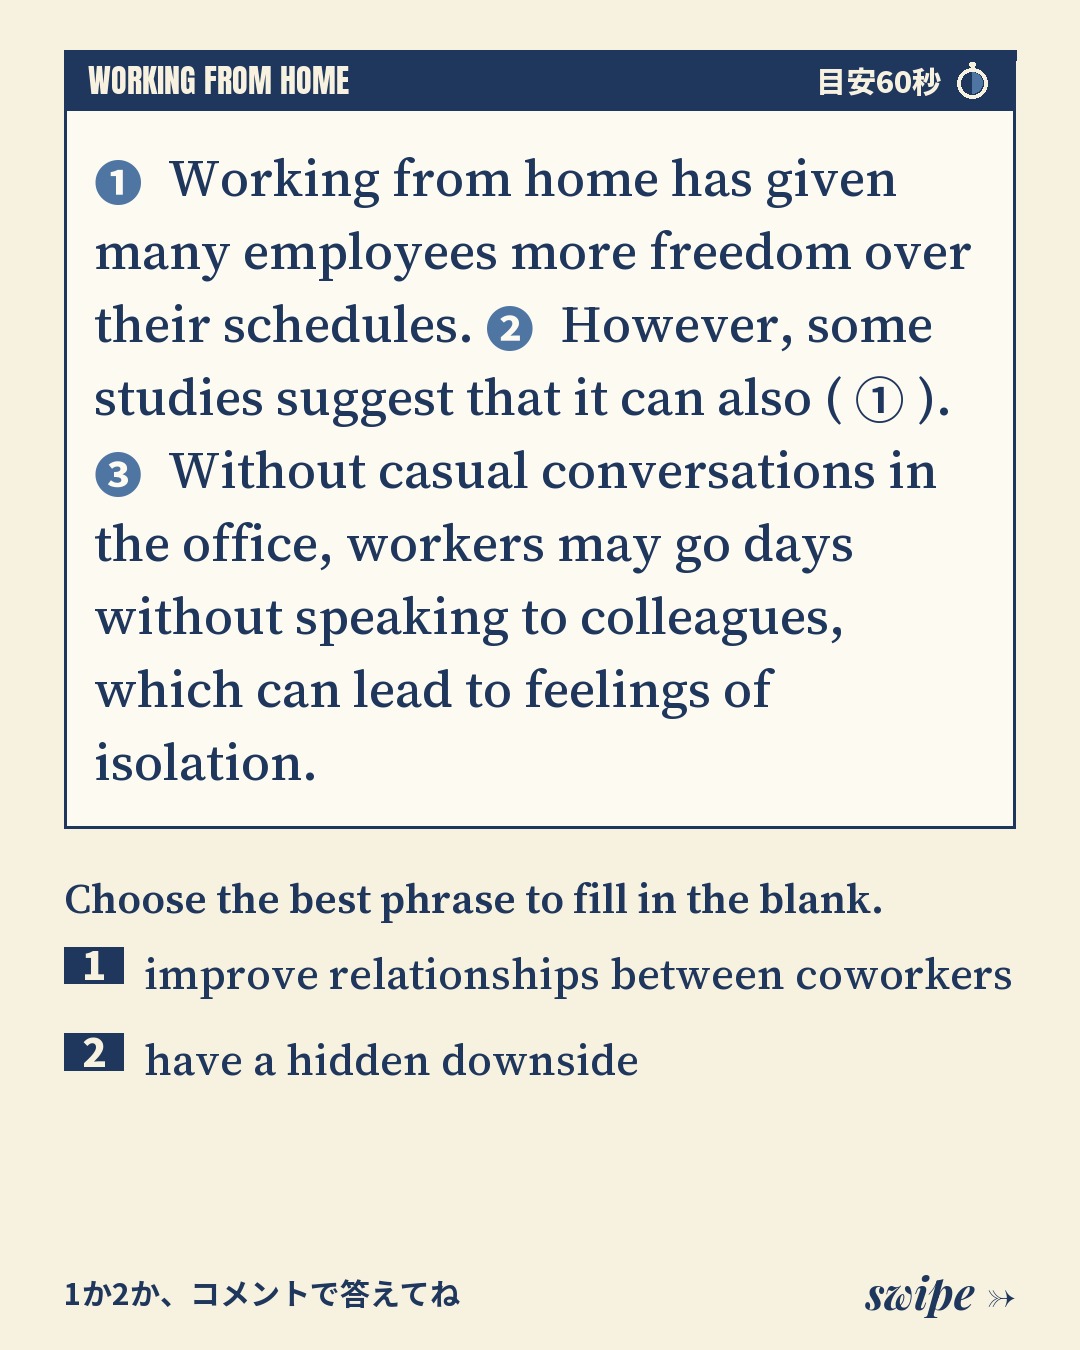 WORKING FROM HOME 目安60秒
❶ Working from home has given
many employees more freedom over
their schedules. ❷ However, some
studies suggest that it can also ( ① ).
❸ Without casual conversations in
the office, workers may go days
without speaking to colleagues,
which can lead to feelings of
isolation.
Choose the best phrase to fill in the blank.
1 improve relationships between coworkers
2 have a hidden downside
1か2か、コメントで答えてね swipe